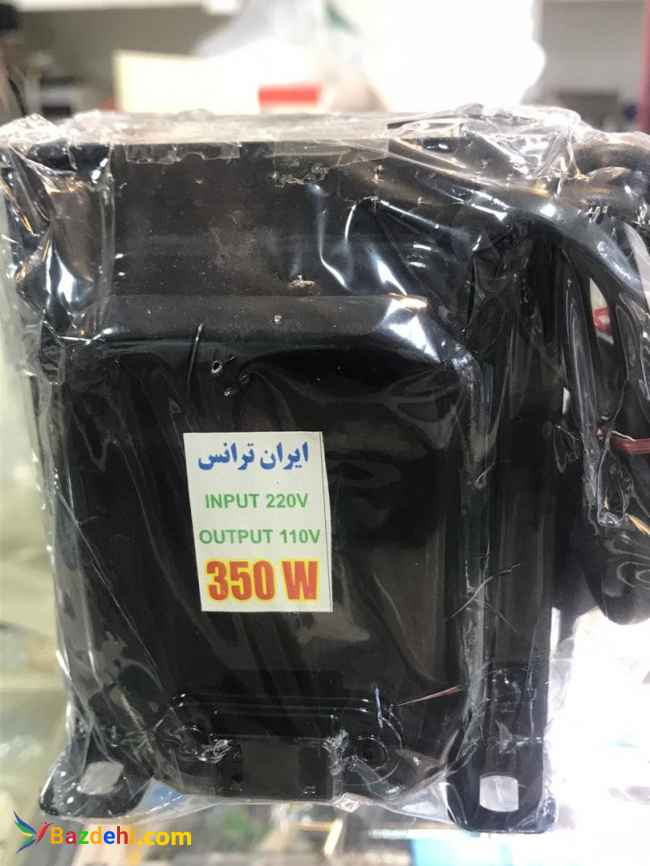 ایران ترانس
INPUT 220V
OUTPUT 110V
350 W
Bazdehi.com